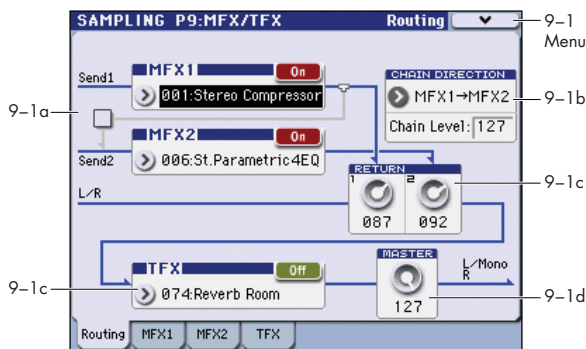 SAMPLING P9:MFX/TFX Routing
9–1 Menu
Send1
MFX1 On
001:Stereo Compressor
CHAIN DIRECTION
MFX1→MFX2
Chain Level: 127
9–1a
9–1b
MFX2 On
Send2
006:St.Parametric4EQ
RETURN
1 2
087 092
9–1c
L/R
TFX Off
9–1c
074:Reverb Room
MASTER
127
L/Mono
R
9–1d
Routing MFX1 MFX2 TFX